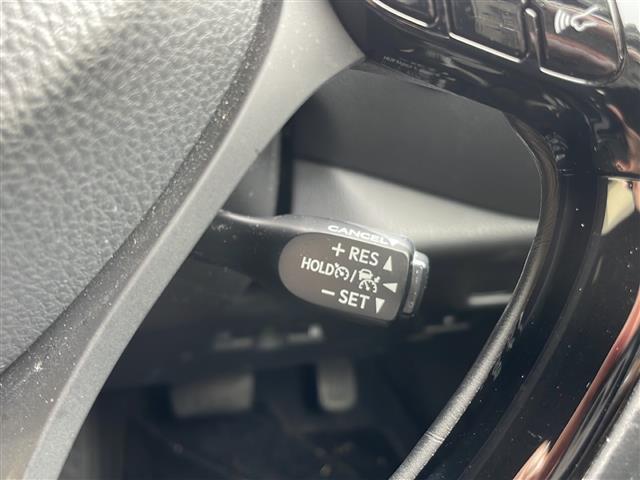 CANCEL
+ RES ▲
HOLD / ◀
− SET ▼